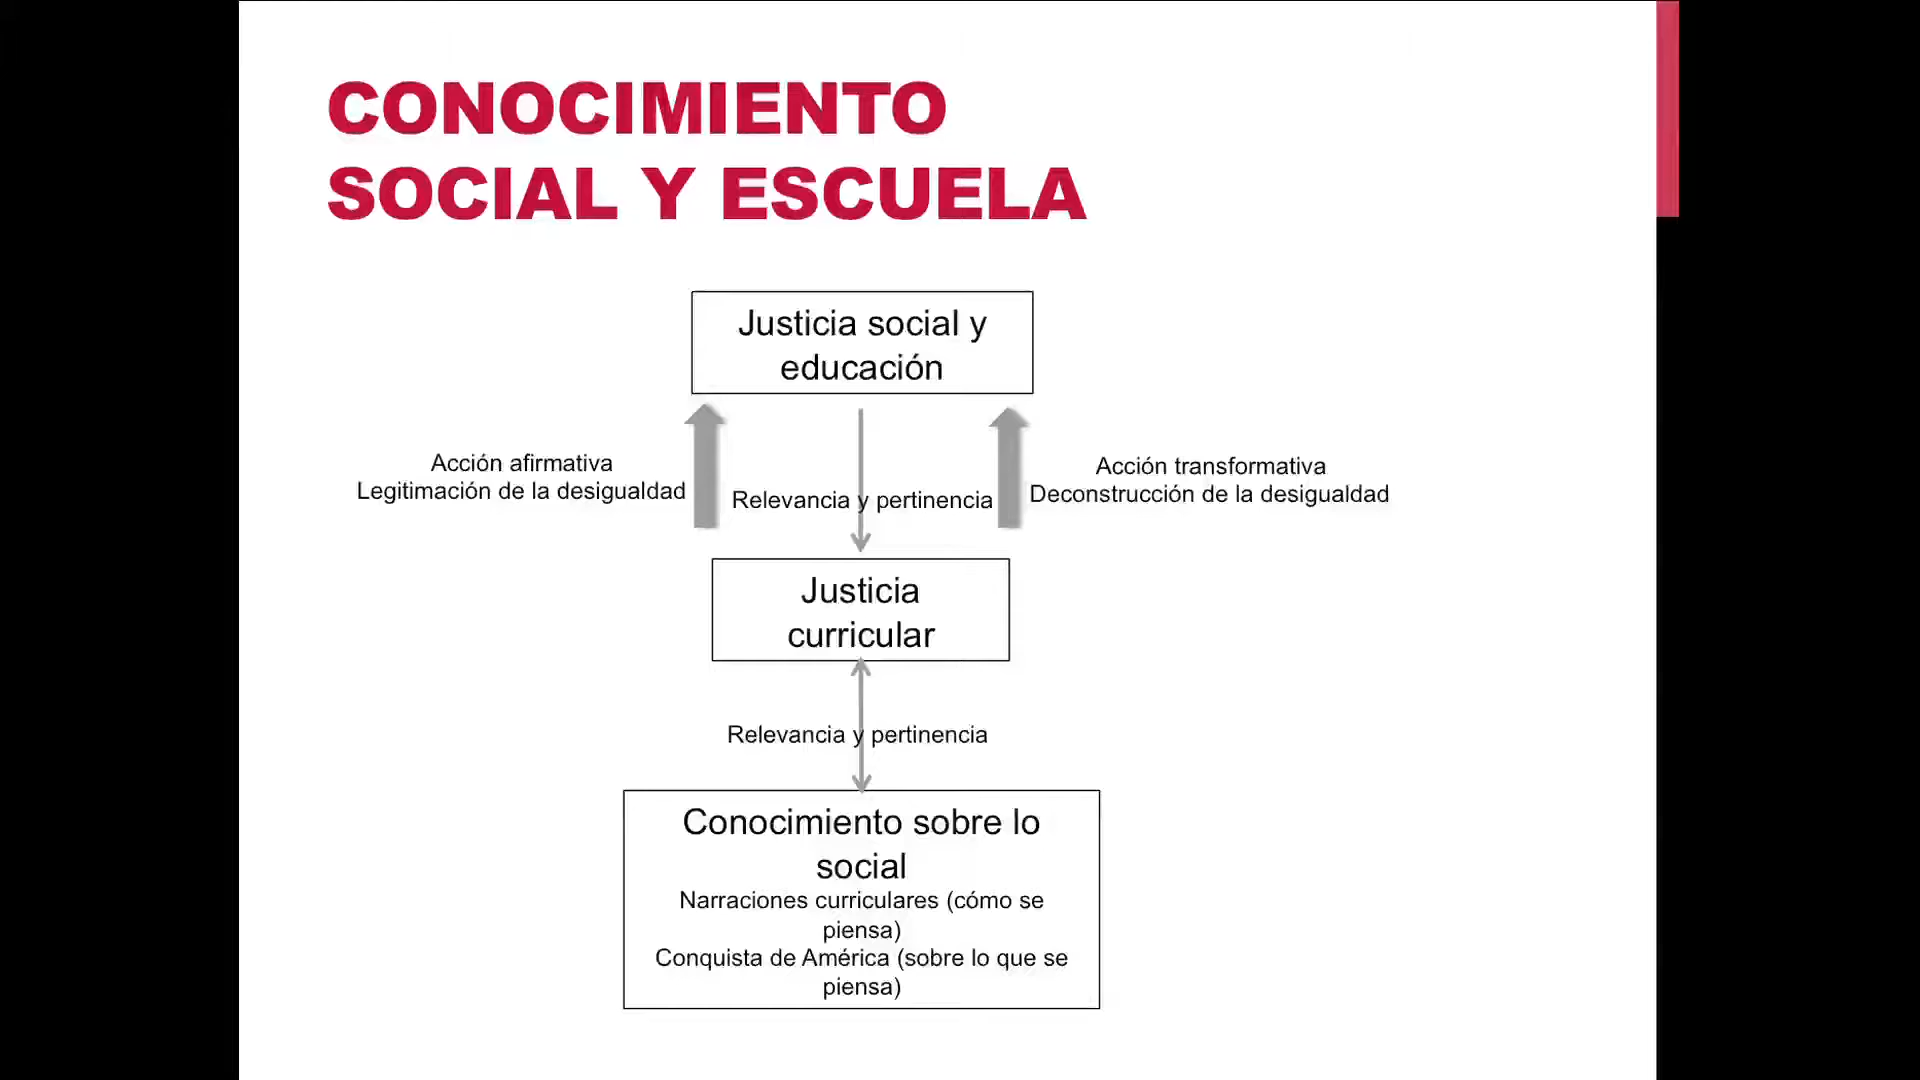 CONOCIMIENTO
SOCIAL Y ESCUELA
Justicia social y
educación
Acción afirmativa
Legitimación de la desigualdad
Relevancia y pertinencia
Acción transformativa
Deconstrucción de la desigualdad
Justicia
curricular
Relevancia y pertinencia
Conocimiento sobre lo
social
Narraciones curriculares (cómo se
piensa)
Conquista de América (sobre lo que se
piensa)